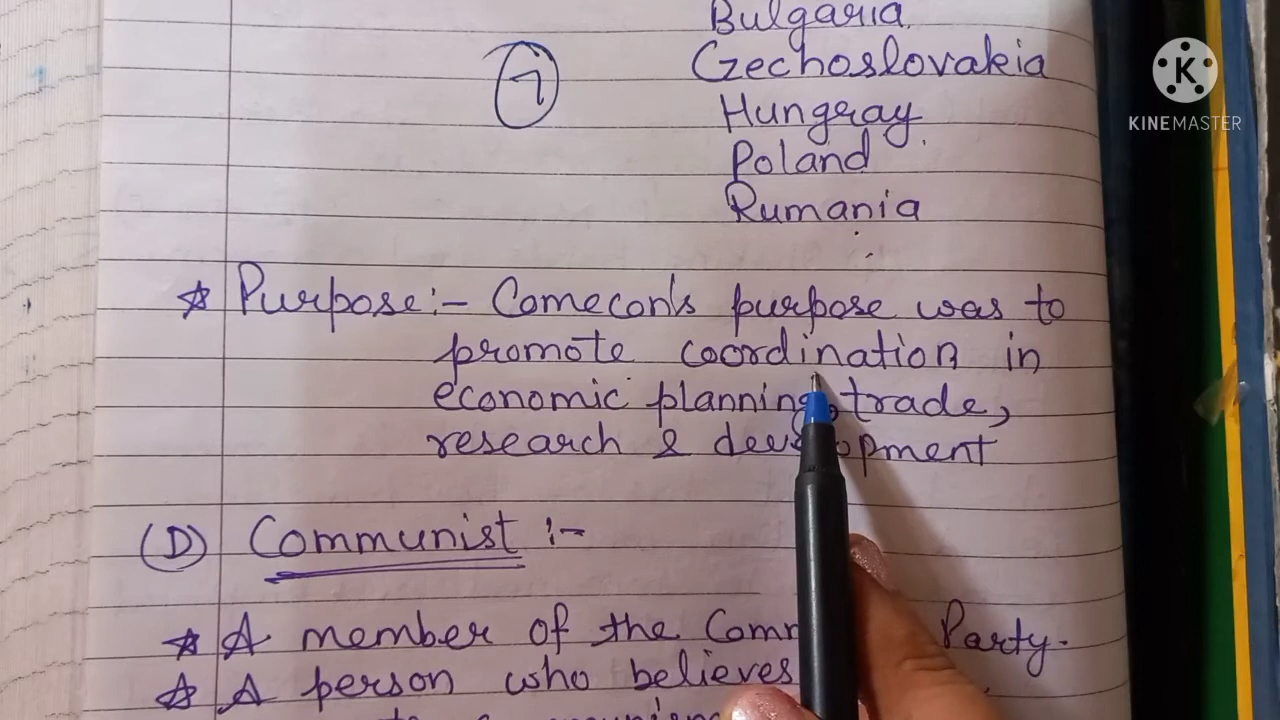 Bulgaria.
7
Czechoslovakia
Hungray
Poland
Rumania
K
KINEMASTER
☆ Purpose:- Comecon's purpose was to
promote coordination in
economic planning, trade,
research & development
(D) Communist :-
☆ A member of the Party.
☆ A person who believes